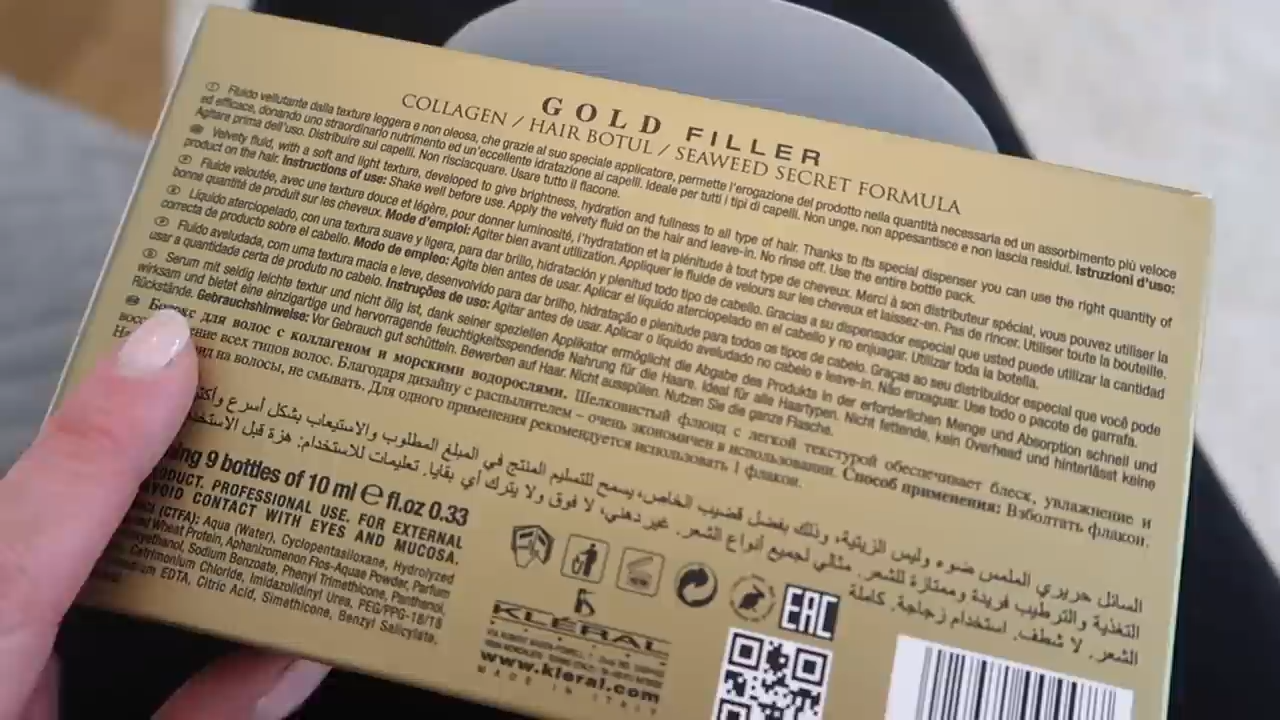 GOLD FILLER
COLLAGEN / HAIR BOTUL / SEAWEED SECRET FORMULA
Fluido vellutante dalla texture leggera e non oleosa, che grazie al suo speciale applicatore, permette l'erogazione del prodotto nella quantità necessaria ed un assorbimento più veloce
ed efficace, donando uno straordinario nutrimento ed un'eccellente idratazione ai capelli. Ideale per tutti i tipi di capelli. Non unge, non appesantisce e non lascia residui. Istruzioni d'uso:
Agitare prima dell'uso. Distribuire sui capelli. Non risciacquare. Usare tutto il flacone.
Velvety fluid, with a soft and light texture, developed to give brightness, hydration and fullness to all type of hair. Thanks to its special dispenser you can use the right quantity of
product on the hair. Instructions of use: Shake well before use. Apply the velvety fluid on the hair and leave-in. No rinse off. Use the entire bottle pack.
Fluide veloutée, avec une texture douce et légère, pour donner luminosité, l'hydratation et la plénitude à tout type de cheveux. Merci à son distributeur spécial, vous pouvez utiliser la
bonne quantité de produit sur les cheveux. Mode d'emploi: Agiter bien avant utilization. Appliquer le fluide de velours sur les cheveux et laissez-en. Pas de rincer. Utiliser toute la bouteille.
Líquido aterciopelado, con una textura suave y ligera, para dar brillo, hidratación y plenitud todo tipo de cabello. Gracias a su dispensador especial que usted puede utilizar la cantidad
correcta de producto sobre el cabello. Modo de empleo: Agite bien antes de usar. Aplicar el líquido aterciopelado en el cabello y no enjuagar. Utilizar toda la botella.
Fluido aveludada, com uma textura macia e leve, desenvolvido para dar brilho, hidratação e plenitude para todos os tipos de cabelo. Graças ao seu distribuidor especial que você pode
usar a quantidade certa de produto no cabelo. Instruções de uso: Agitar antes de usar. Aplicar o líquido aveludado no cabelo e leave-in. Não enxaguar. Use todo o pacote de garrafa.
Serum mit seidig leichte textur und nicht ölig ist, dank seiner speziellen Applikator ermöglicht die Abgabe des Produkts in der erforderlichen Menge und Absorption schnell und
wirksam und bietet eine einzigartige und hervorragende feuchtigkeitsspendende Nahrung für die Haare. Ideal für alle Haartypen. Nicht fettende, kein Overhead und hinterlässt keine
Rückstände. Gebrauchshinweise: Vor Gebrauch gut schütteln. Bewerben auf Haar. Nicht ausspülen. Nutzen Sie die ganze Flasche.
для волос с коллагеном и морскими водорослями. Шелковистый флюид с легкой текстурой обеспечивает блеск, увлажнение и
всех типов волос. Благодаря дизайну с распылителем – очень экономичен в использовании. Способ применения: Взболтать флакон.
на волосы, не смывать. Для одного применения рекомендуется использовать 1 флакон.
السائل حريري الملمس ضوء وليس الزيتية، وذلك بفضل قضيب الخاص، يسمح للتسليم المنتج في المبلغ المطلوب والاستيعاب بشكل أسرع
التغذية والترطيب فريدة وممتازة للشعر. مثالي لجميع أنواع الشعر. غير دهني، لا فوق ولا يترك أي بقايا. تعليمات للاستخدام: هزة قبل
الشعر. لا شطف. استخدام زجاجة. كاملة
9 bottles of 10 ml e fl.oz 0.33
PROFESSIONAL USE. FOR EXTERNAL
CONTACT WITH EYES AND MUCOSA.
(CTFA): Aqua (Water), Cyclopentasiloxane, Hydrolyzed
Wheat Protein, Aphanizomenon Flos-Aquae Powder, Parfum
Phenyl Trimethicone, Panthenol,
Sodium Benzoate,
Cetrimonium Chloride, Imidazolidinyl Urea, PEG/PPG-18/18
EDTA, Citric Acid, Simethicone, Benzyl Salicylate,
EAC
KLÉRAL
www.kleral.com
MADE IN ITALY